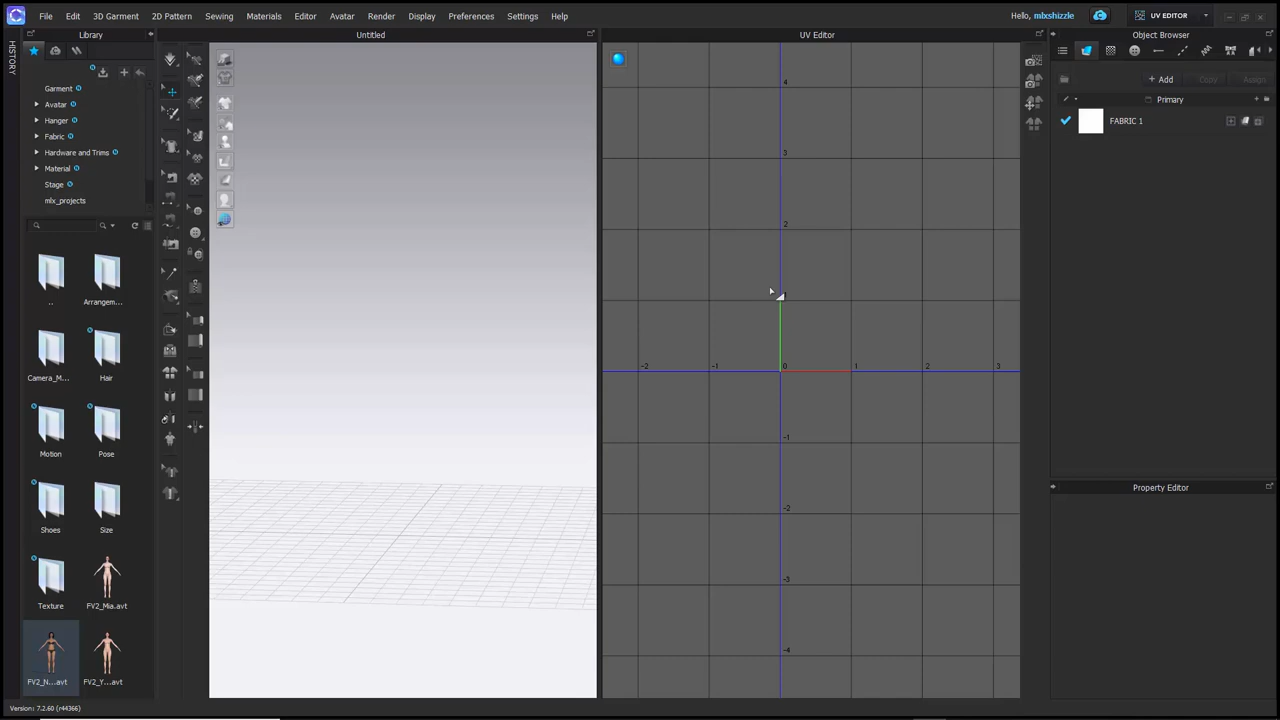 File Edit 3D Garment 2D Pattern Sewing Materials Editor Avatar Render Display Preferences Settings Help
Hello, mlxshizzle
UV EDITOR
HISTORY
Library
Untitled
UV Editor
Object Browser
Garment
Avatar
Hanger
Fabric
Hardware and Trims
Material
Stage
mlx_projects
..
Arrangem...
Camera_M...
Hair
Motion
Pose
Shoes
Size
Texture
FV2_Mia.avt
FV2_N...avt
FV2_Y...avt
4
3
2
-2 -1 0 1 2 3
-1
-2
-3
-4
+ Add Copy Assign
Primary
FABRIC 1
Property Editor
Version: 7.2.60 (r44366)